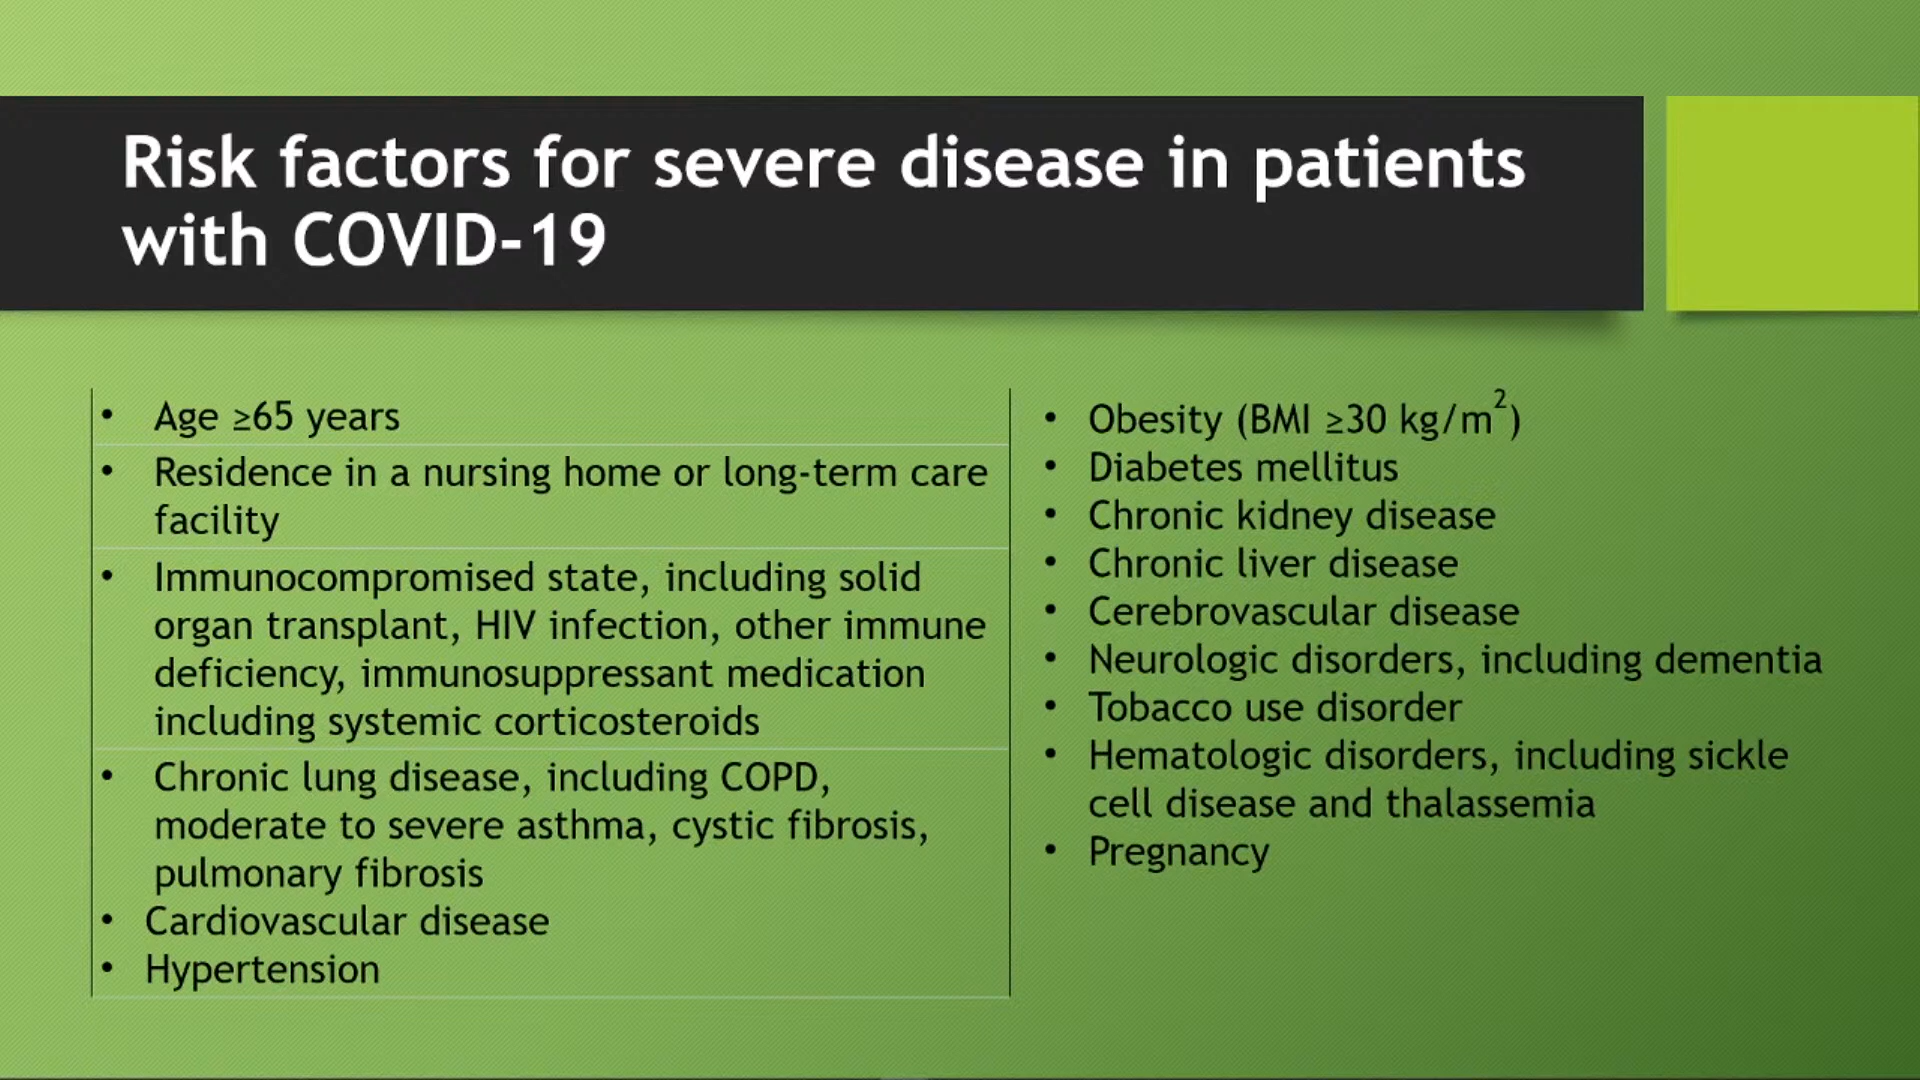 Risk factors for severe disease in patients
with COVID-19
• Age ≥65 years
• Residence in a nursing home or long-term care
facility
• Immunocompromised state, including solid
organ transplant, HIV infection, other immune
deficiency, immunosuppressant medication
including systemic corticosteroids
• Chronic lung disease, including COPD,
moderate to severe asthma, cystic fibrosis,
pulmonary fibrosis
• Cardiovascular disease
• Hypertension
• Obesity (BMI ≥30 kg/m²)
• Diabetes mellitus
• Chronic kidney disease
• Chronic liver disease
• Cerebrovascular disease
• Neurologic disorders, including dementia
• Tobacco use disorder
• Hematologic disorders, including sickle
cell disease and thalassemia
• Pregnancy